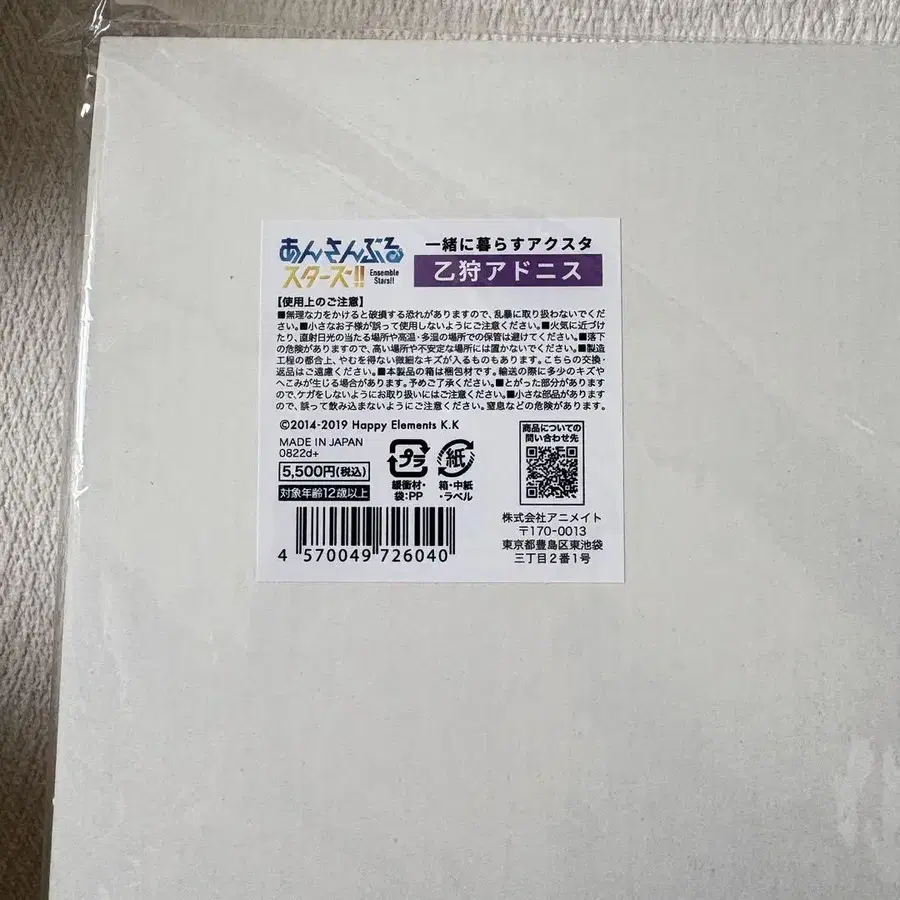 あんさんぶる
スターズ!!
Ensemble
Stars!!
一緒に暮らすアクスタ
乙狩アドニス
【使用上のご注意】
■無理な力をかけると破損する恐れがありますので、乱暴に取り扱わないでくだ
さい。■小さなお子様が誤って使用しないようにご注意ください。■火気に近づけ
たり、直射日光の当たる場所や高温・多湿の場所での保管は避けてください。■落下
の危険がありますので、高い場所や不安定な場所には置かないでください。■製造
工程の都合上、やむを得ない微細なキズが入るものもあります。こちらの交換・
返品はご遠慮ください。■本製品の箱は梱包材です。輸送の際に多少のキズや
へこみが生じる場合があります。予めご了承ください。■とがった部分があります
ので、ケガをしないようにお取り扱いにはご注意ください。■小さな部品があります
ので、誤って飲み込まないようにご注意ください。窒息などの危険があります。
©2014-2019 Happy Elements K.K
MADE IN JAPAN
0822d+
5,500円(税込)
対象年齢12歳以上
プラ
緩衝材・
袋:PP
紙
箱・中紙
・ラベル
商品についての
問い合わせ先
株式会社アニメイト
〒170-0013
東京都豊島区東池袋
三丁目2番1号
4 570049 726040